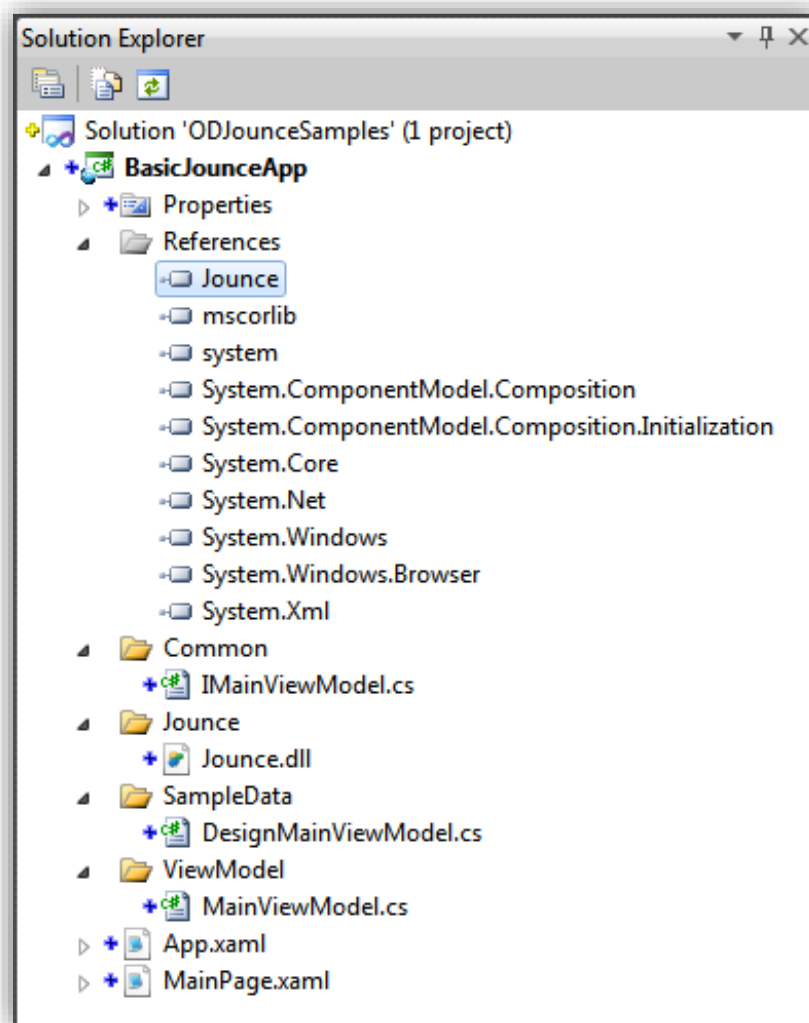 Solution Explorer
Solution 'ODJounceSamples' (1 project)
BasicJounceApp
Properties
References
Jounce
mscorlib
system
System.ComponentModel.Composition
System.ComponentModel.Composition.Initialization
System.Core
System.Net
System.Windows
System.Windows.Browser
System.Xml
Common
IMainViewModel.cs
Jounce
Jounce.dll
SampleData
DesignMainViewModel.cs
ViewModel
MainViewModel.cs
App.xaml
MainPage.xaml